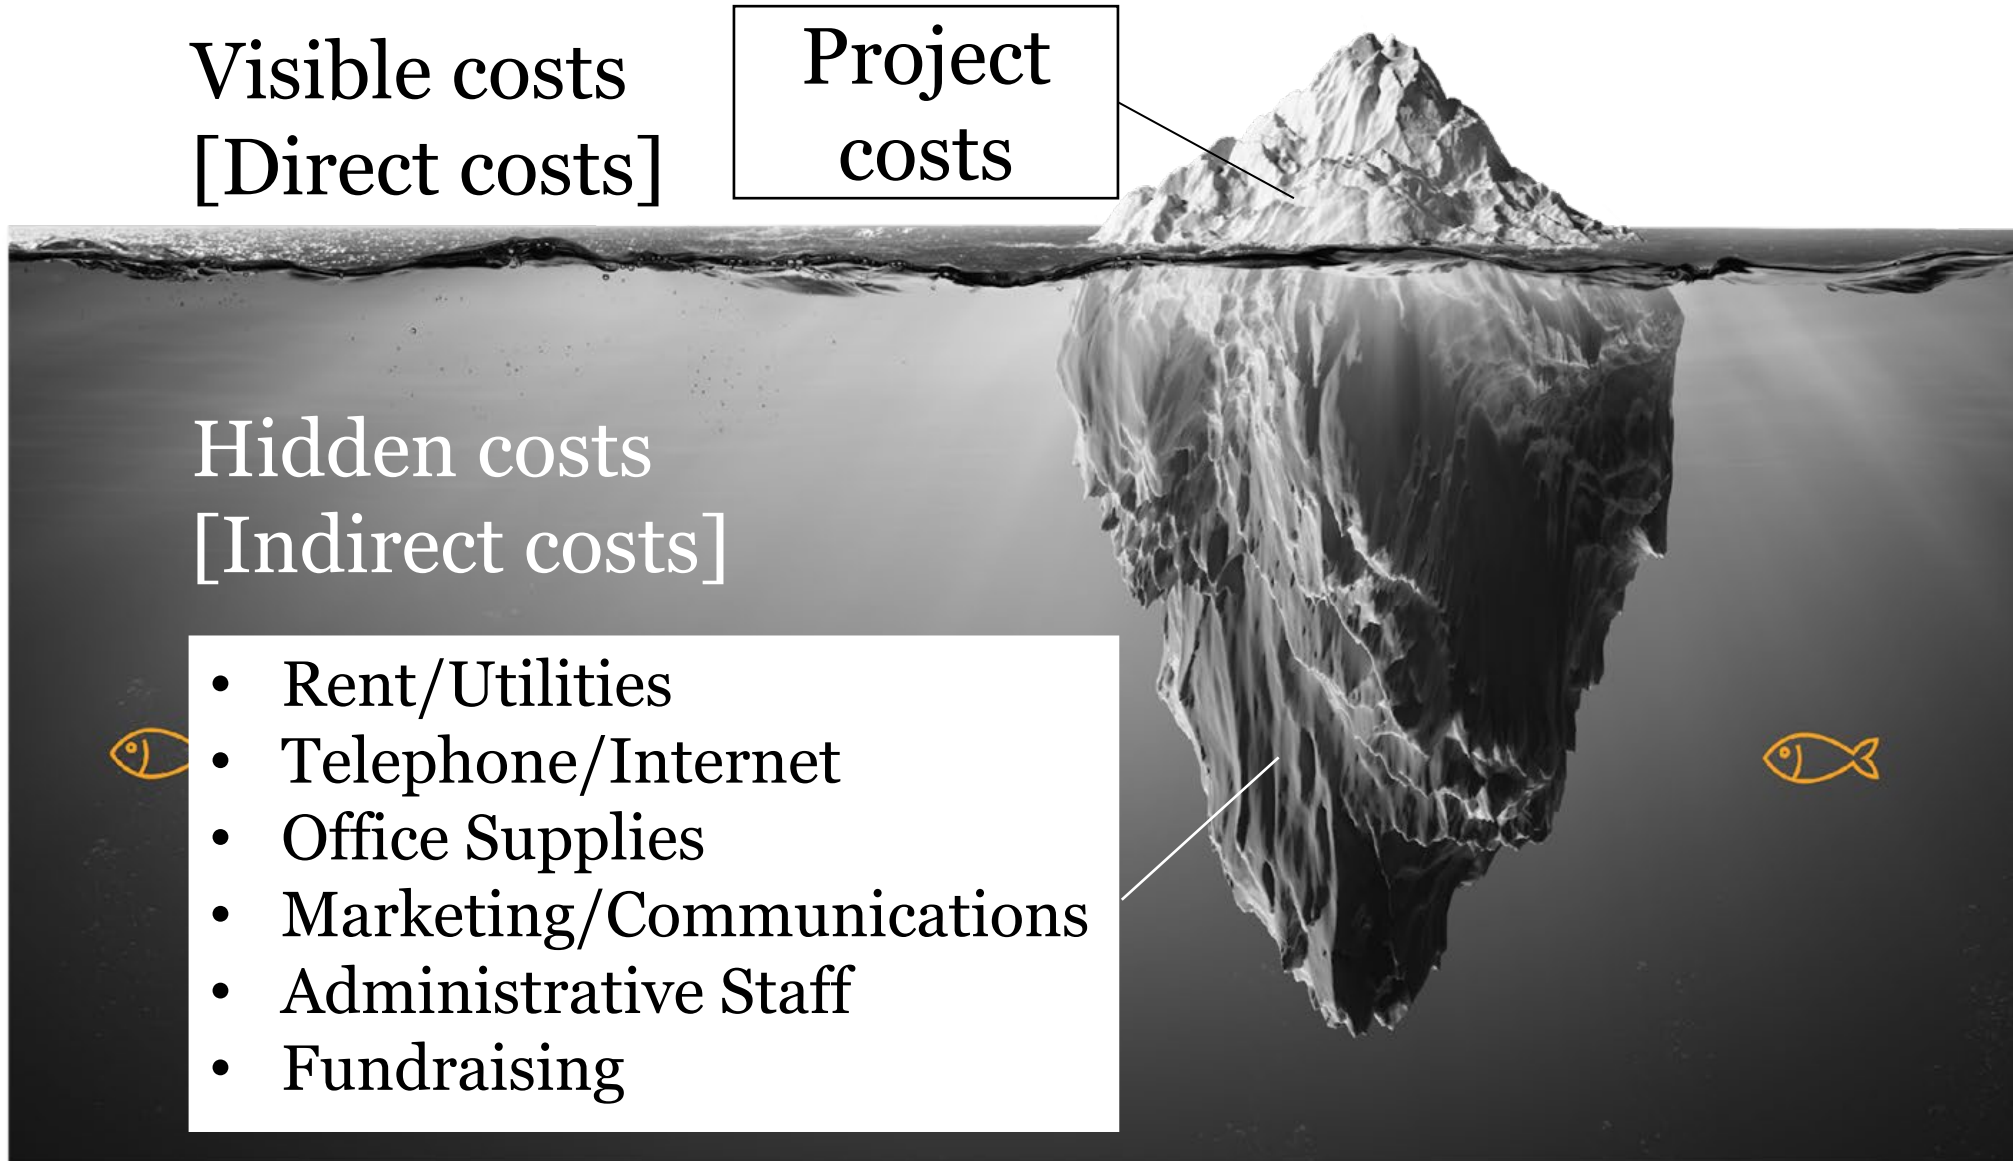 Visible costs
[Direct costs]
Project
costs
Hidden costs
[Indirect costs]
• Rent/Utilities
• Telephone/Internet
• Office Supplies
• Marketing/Communications
• Administrative Staff
• Fundraising